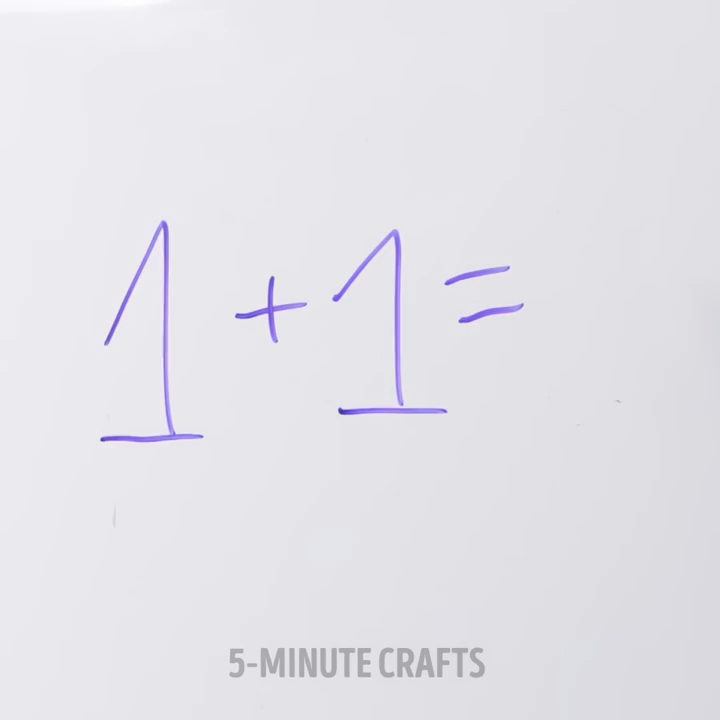 1 + 1 =
5-MINUTE CRAFTS